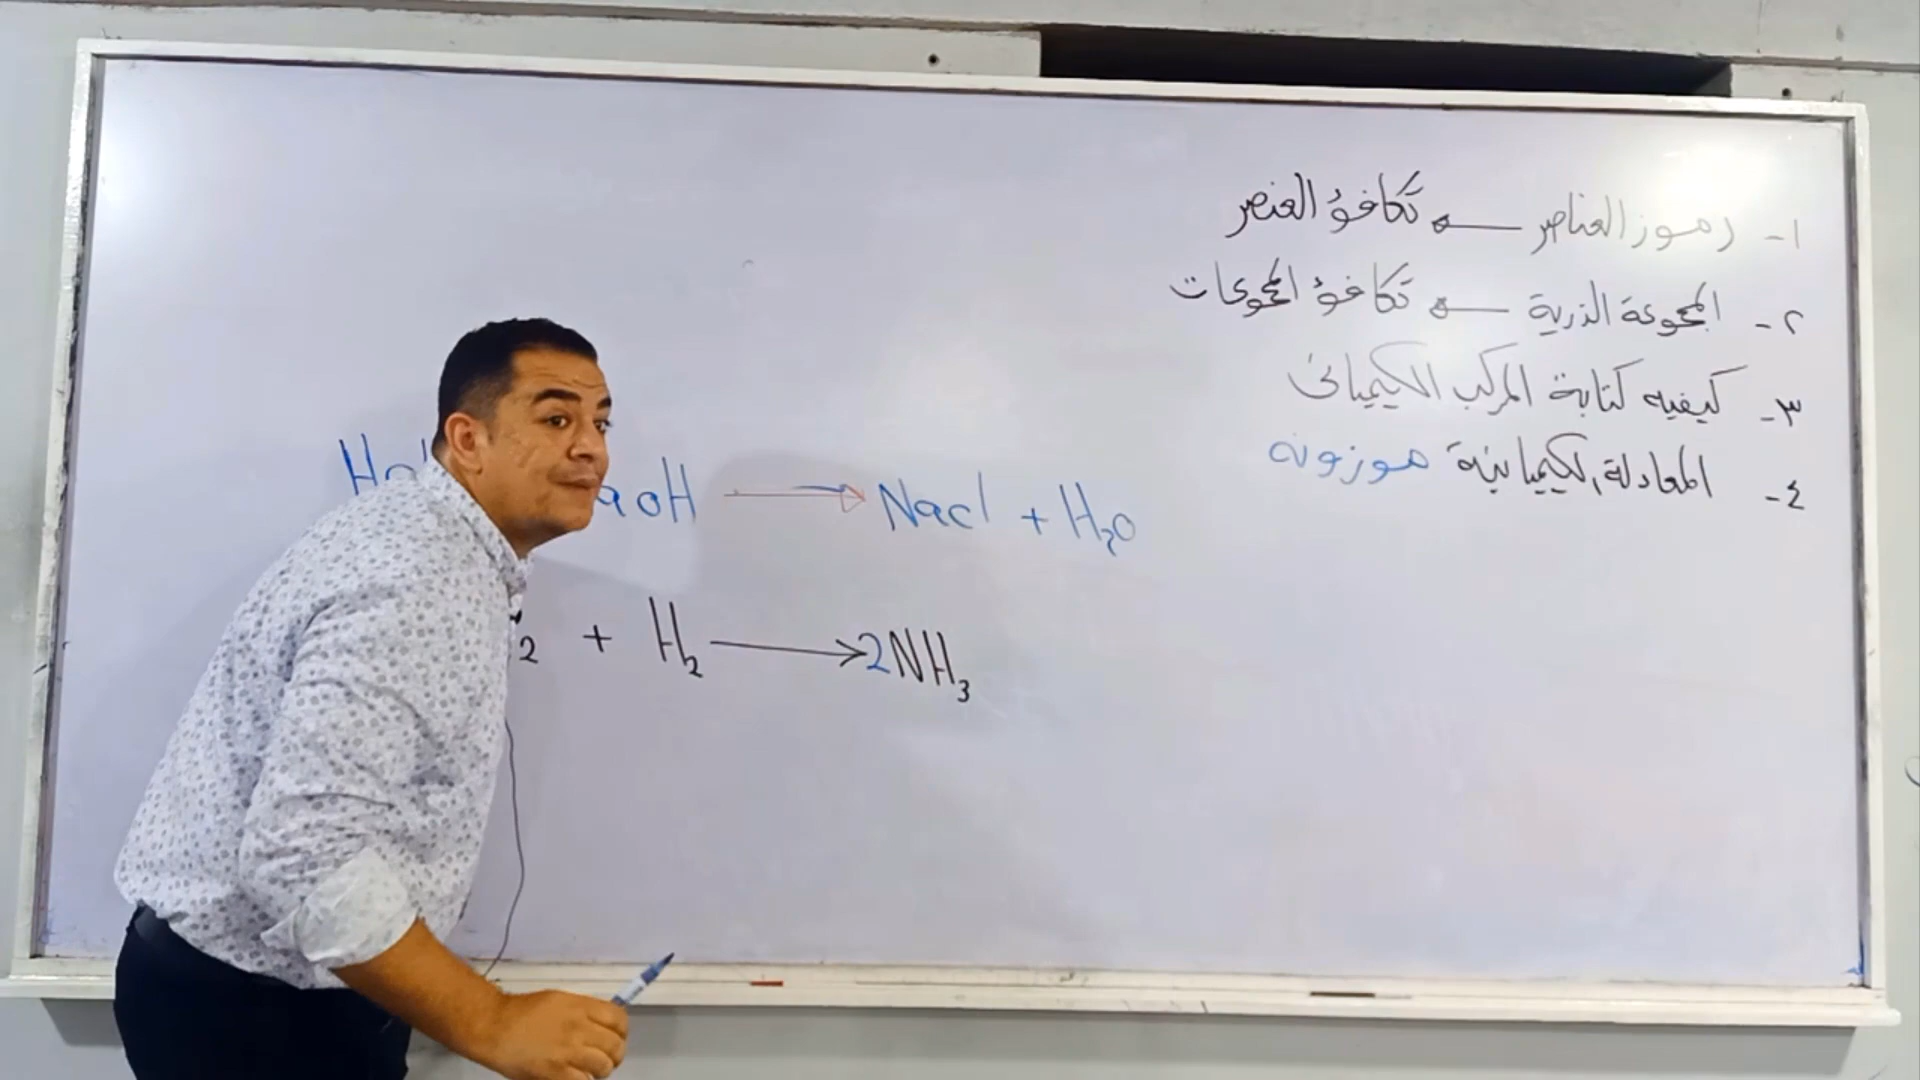 ١- رموز العناصر ← تكافؤ العنصر
٢- المجموعة الذرية ← تكافؤ المجموعات
٣- كيفيه كتابة المركب الكيميائى
٤- المعادلة الكيميائية موزونه
aoH → Nacl + H₂O
₂ + H₂ → 2NH₃